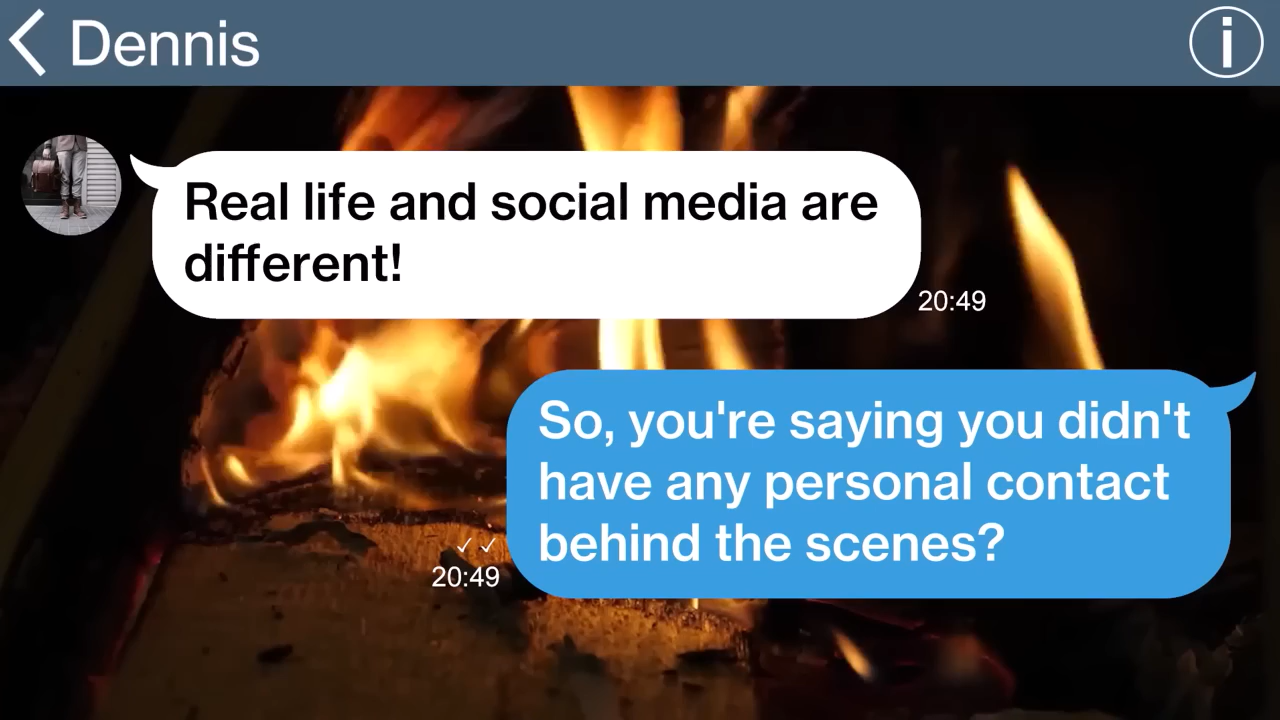 Dennis
Real life and social media are
different!
20:49
So, you're saying you didn't
have any personal contact
behind the scenes?
20:49